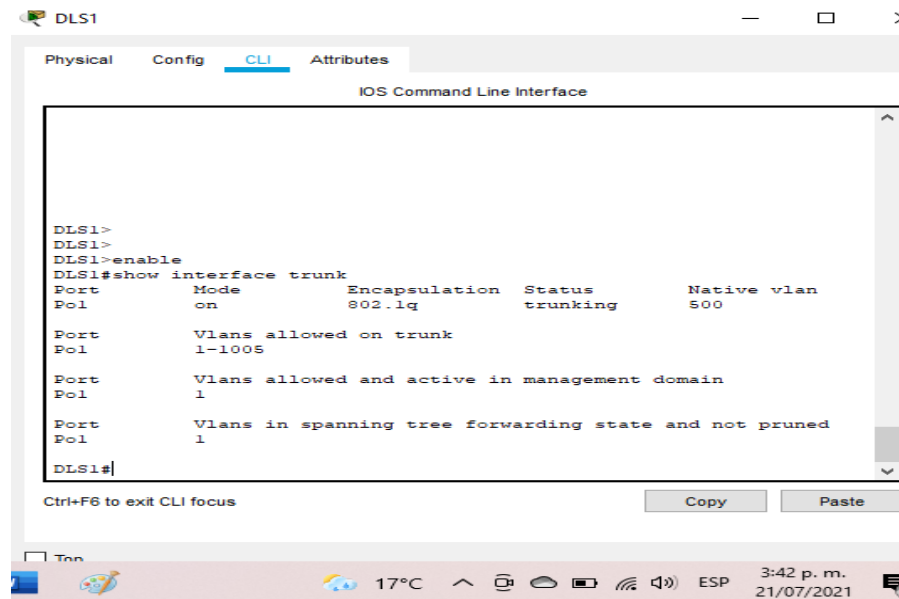 DLS1
Physical Config CLI Attributes
IOS Command Line Interface
DLS1>
DLS1>
DLS1>enable
DLS1#show interface trunk
Port Mode Encapsulation Status Native vlan
Po1 on 802.1q trunking 500
Port Vlans allowed on trunk
Po1 1-1005
Port Vlans allowed and active in management domain
Po1 1
Port Vlans in spanning tree forwarding state and not pruned
Po1 1
DLS1#
Ctrl+F6 to exit CLI focus
Copy Paste
Top
17°C ESP 3:42 p. m.
21/07/2021